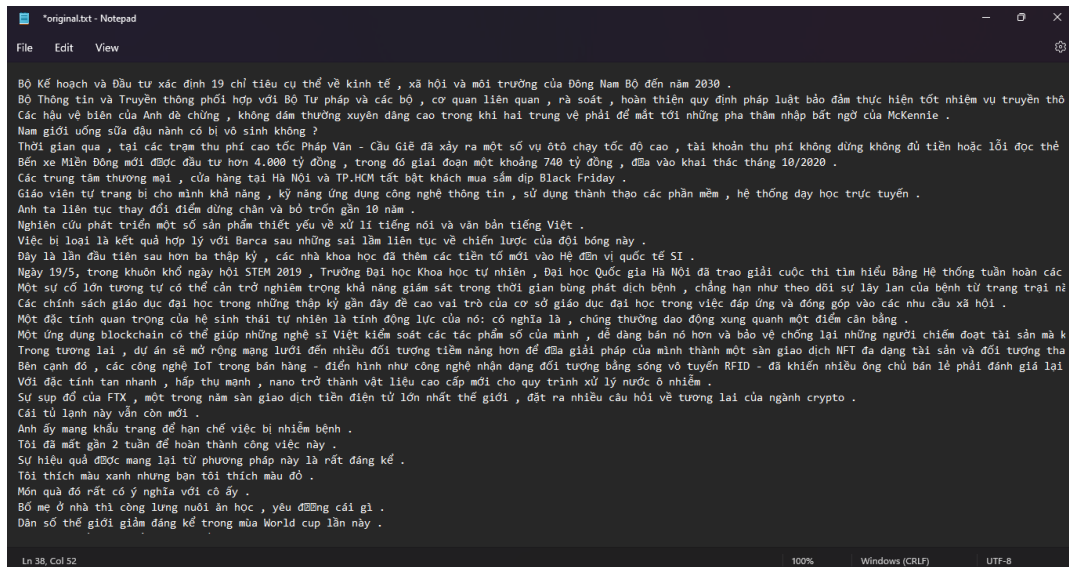 *original.txt - Notepad
File Edit View
Bộ Kế hoạch và Đầu tư xác định 19 chỉ tiêu cụ thể về kinh tế , xã hội và môi trường của Đông Nam Bộ đến năm 2030 .
Bộ Thông tin và Truyền thông phối hợp với Bộ Tư pháp và các bộ , cơ quan liên quan , rà soát , hoàn thiện quy định pháp luật bảo đảm thực hiện tốt nhiệm vụ truyền thô
Các hậu vệ biên của Anh dè chừng , không dám thường xuyên dâng cao trong khi hai trung vệ phải để mắt tới những pha thâm nhập bất ngờ của McKennie .
Nam giới uống sữa đậu nành có bị vô sinh không ?
Thời gian qua , tại các trạm thu phí cao tốc Pháp Vân - Cầu Giẽ đã xảy ra một số vụ ôtô chạy tốc độ cao , tài khoản thu phí không dừng không đủ tiền hoặc lỗi đọc thẻ
Bến xe Miền Đông mới đ▯ợc đầu tư hơn 4.000 tỷ đồng , trong đó giai đoạn một khoảng 740 tỷ đồng , đ▯a vào khai thác tháng 10/2020 .
Các trung tâm thương mại , cửa hàng tại Hà Nội và TP.HCM tất bật khách mua sắm dịp Black Friday .
Giáo viên tự trang bị cho mình khả năng , kỹ năng ứng dụng công nghệ thông tin , sử dụng thành thạo các phần mềm , hệ thống dạy học trực tuyến .
Anh ta liên tục thay đổi điểm dừng chân và bỏ trốn gần 10 năm .
Nghiên cứu phát triển một số sản phẩm thiết yếu về xử lí tiếng nói và văn bản tiếng Việt .
Việc bị loại là kết quả hợp lý với Barca sau những sai lầm liên tục về chiến lược của đội bóng này .
Đây là lần đầu tiên sau hơn ba thập kỷ , các nhà khoa học đã thêm các tiền tố mới vào Hệ đ▯n vị quốc tế SI .
Ngày 19/5, trong khuôn khổ ngày hội STEM 2019 , Trường Đại học Khoa học tự nhiên , Đại học Quốc gia Hà Nội đã trao giải cuộc thi tìm hiểu Bảng Hệ thống tuần hoàn các
Một sự cố lớn tương tự có thể cản trở nghiêm trọng khả năng giám sát trong thời gian bùng phát dịch bệnh , chẳng hạn như theo dõi sự lây lan của bệnh từ trang trại nà
Các chính sách giáo dục đại học trong những thập kỷ gần đây đề cao vai trò của cơ sở giáo dục đại học trong việc đáp ứng và đóng góp vào các nhu cầu xã hội .
Một đặc tính quan trọng của hệ sinh thái tự nhiên là tính động lực của nó: có nghĩa là , chúng thường dao động xung quanh một điểm cân bằng .
Một ứng dụng blockchain có thể giúp những nghệ sĩ Việt kiểm soát các tác phẩm số của mình , dễ dàng bán nó hơn và bảo vệ chống lại những người chiếm đoạt tài sản mà k
Trong tương lai , dự án sẽ mở rộng mạng lưới đến nhiều đối tượng tiềm năng hơn để đ▯a giải pháp của mình thành một sàn giao dịch NFT đa dạng tài sản và đối tượng tha
Bên cạnh đó , các công nghệ IoT trong bán hàng - điển hình như công nghệ nhận dạng đối tượng bằng sóng vô tuyến RFID - đã khiến nhiều ông chủ bán lẻ phải đánh giá lại
Với đặc tính tan nhanh , hấp thụ mạnh , nano trở thành vật liệu cao cấp mới cho quy trình xử lý nước ô nhiễm .
Sự sụp đổ của FTX , một trong năm sàn giao dịch tiền điện tử lớn nhất thế giới , đặt ra nhiều câu hỏi về tương lai của ngành crypto .
Cái tủ lạnh này vẫn còn mới .
Anh ấy mang khẩu trang để hạn chế việc bị nhiễm bệnh .
Tôi đã mất gần 2 tuần để hoàn thành công việc này .
Sự hiệu quả đ▯ợc mang lại từ phương pháp này là rất đáng kể .
Tôi thích màu xanh nhưng bạn tôi thích màu đỏ .
Món quà đó rất có ý nghĩa với cô ấy .
Bố mẹ ở nhà thì còng lưng nuôi ăn học , yêu đ▯▯ng cái gì .
Dân số thế giới giảm đáng kể trong mùa World cup lần này .
Ln 38, Col 52 100% Windows (CRLF) UTF-8